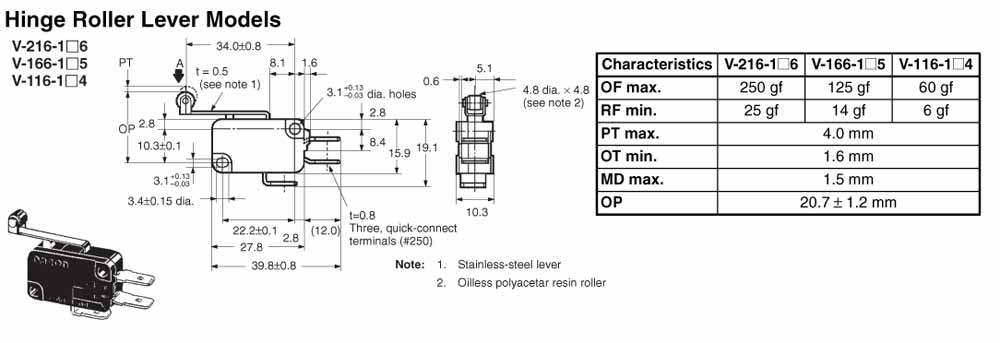 Hinge Roller Lever Models
V-216-1□6
V-166-1□5
V-116-1□4
34.0±0.8
PT
A
t = 0.5
(see note 1)
8.1
1.6
3.1 +0.13 −0.03 dia. holes
OP
2.8
10.3±0.1
2.8
8.4
15.9
19.1
3.1 +0.13 −0.03
3.4±0.15 dia.
22.2±0.1
2.8
(12.0)
27.8
39.8±0.8
t=0.8
Three, quick-connect
terminals (#250)
5.1
0.6
4.8 dia. × 4.8
(see note 2)
10.3
Note: 1. Stainless-steel lever
2. Oilless polyacetar resin roller
Characteristics V-216-1□6 V-166-1□5 V-116-1□4
OF max. 250 gf 125 gf 60 gf
RF min. 25 gf 14 gf 6 gf
PT max. 4.0 mm
OT min. 1.6 mm
MD max. 1.5 mm
OP 20.7 ± 1.2 mm